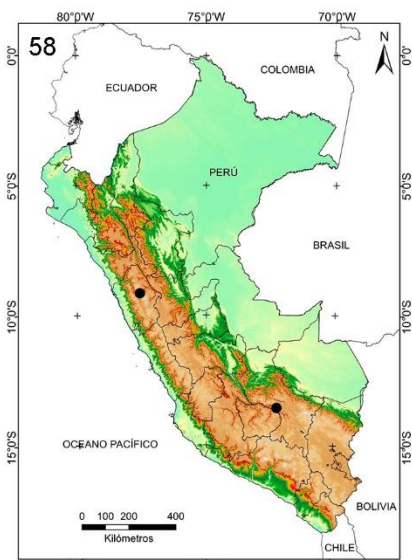 80°0'W 75°0'W 70°0'W
58
N
0°0' 0°0'
COLOMBIA
ECUADOR
PERÚ
5°0'S 5°0'S
BRASIL
10°0'S 10°0'S
OCEANO PACÍFICO
15°0'S 15°0'S
BOLIVIA
0 100 200 400
Kilómetros
CHILE